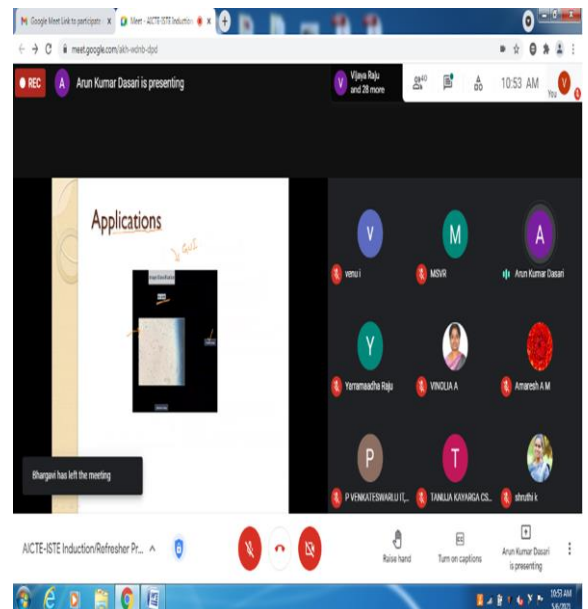 Google Meet Link to participate
Meet - AICTE-ISTE Induction
meet.google.com/akh-wdnb-dpd
REC
A
Arun Kumar Dasari is presenting
V
Vijaya Raju
and 28 more
40
10:53 AM
You
V
Applications
GUI
V
venu i
M
MSVR
A
Arun Kumar Dasari
Y
Yerramaadha Raju
VINOLIA A
Amaresh A M
P
P VENKATESWARLU IT,...
T
TANUJA KAYARGA CS...
shruthi k
Bhargavi has left the meeting
AICTE-ISTE Induction/Refresher Pr...
Raise hand
Turn on captions
Arun Kumar Dasari
is presenting
10:53 AM